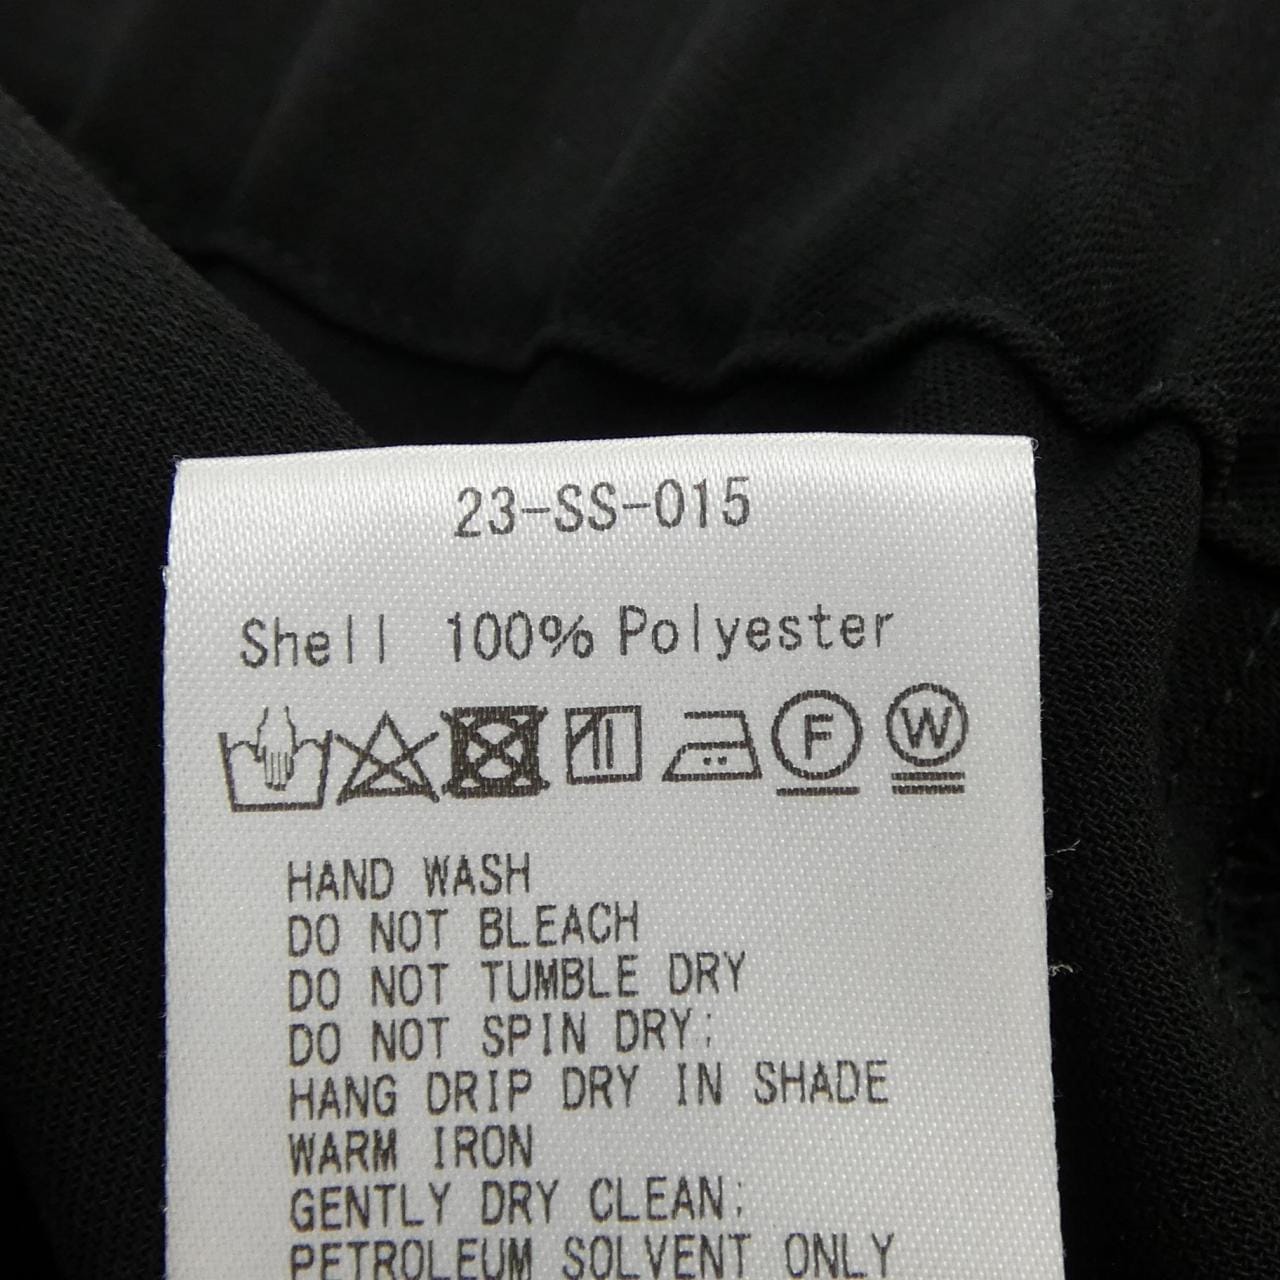 23-SS-015
Shell 100% Polyester
F W
HAND WASH
DO NOT BLEACH
DO NOT TUMBLE DRY
DO NOT SPIN DRY;
HANG DRIP DRY IN SHADE
WARM IRON
GENTLY DRY CLEAN;
PETROLEUM SOLVENT ONLY